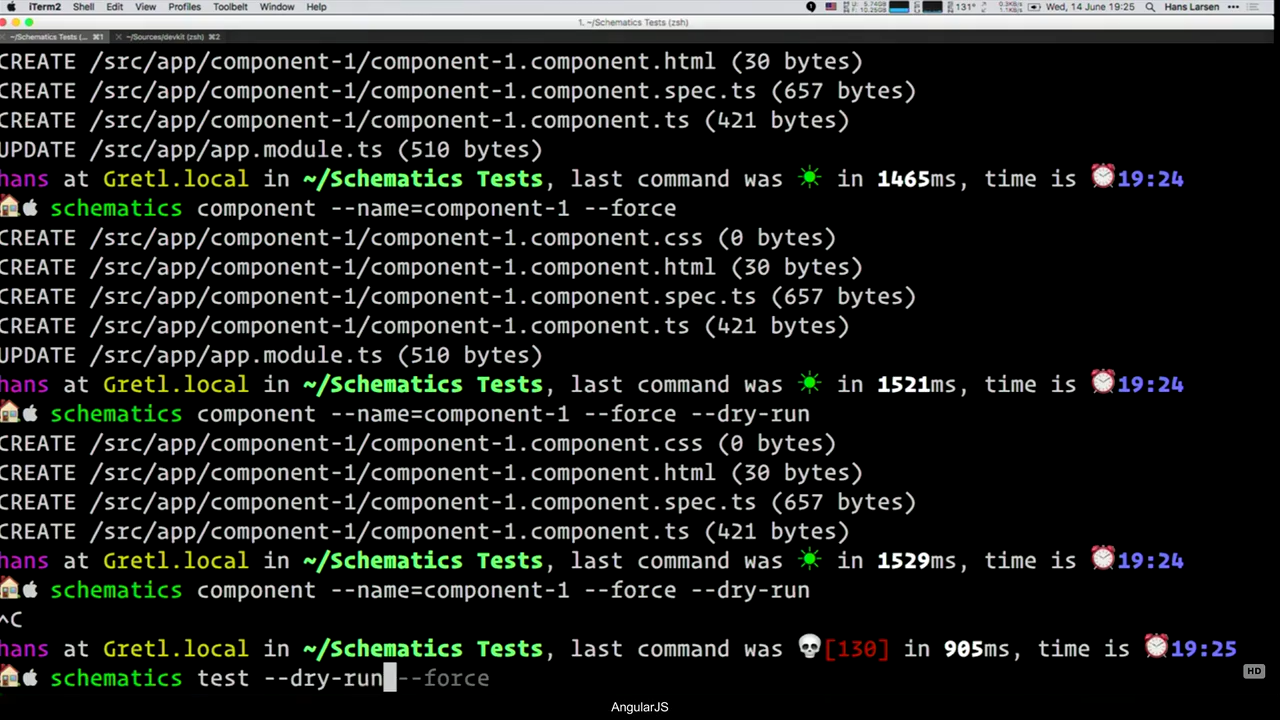 iTerm2 Shell Edit View Profiles Toolbelt Window Help 131° Wed, 14 June 19:25 Hans Larsen
1. ~/Schematics Tests (zsh)
~/Schematics Tests (... ⌘1 × ~/Sources/devkit (zsh) ⌘2
CREATE /src/app/component-1/component-1.component.html (30 bytes)
CREATE /src/app/component-1/component-1.component.spec.ts (657 bytes)
CREATE /src/app/component-1/component-1.component.ts (421 bytes)
UPDATE /src/app/app.module.ts (510 bytes)
hans at Gretl.local in ~/Schematics Tests, last command was ☀ in 1465ms, time is ⏰19:24
🏠 schematics component --name=component-1 --force
CREATE /src/app/component-1/component-1.component.css (0 bytes)
CREATE /src/app/component-1/component-1.component.html (30 bytes)
CREATE /src/app/component-1/component-1.component.spec.ts (657 bytes)
CREATE /src/app/component-1/component-1.component.ts (421 bytes)
UPDATE /src/app/app.module.ts (510 bytes)
hans at Gretl.local in ~/Schematics Tests, last command was ☀ in 1521ms, time is ⏰19:24
🏠 schematics component --name=component-1 --force --dry-run
CREATE /src/app/component-1/component-1.component.css (0 bytes)
CREATE /src/app/component-1/component-1.component.html (30 bytes)
CREATE /src/app/component-1/component-1.component.spec.ts (657 bytes)
CREATE /src/app/component-1/component-1.component.ts (421 bytes)
hans at Gretl.local in ~/Schematics Tests, last command was ☀ in 1529ms, time is ⏰19:24
🏠 schematics component --name=component-1 --force --dry-run
^C
hans at Gretl.local in ~/Schematics Tests, last command was 💀[130] in 905ms, time is ⏰19:25
🏠 schematics test --dry-run --force
HD
AngularJS